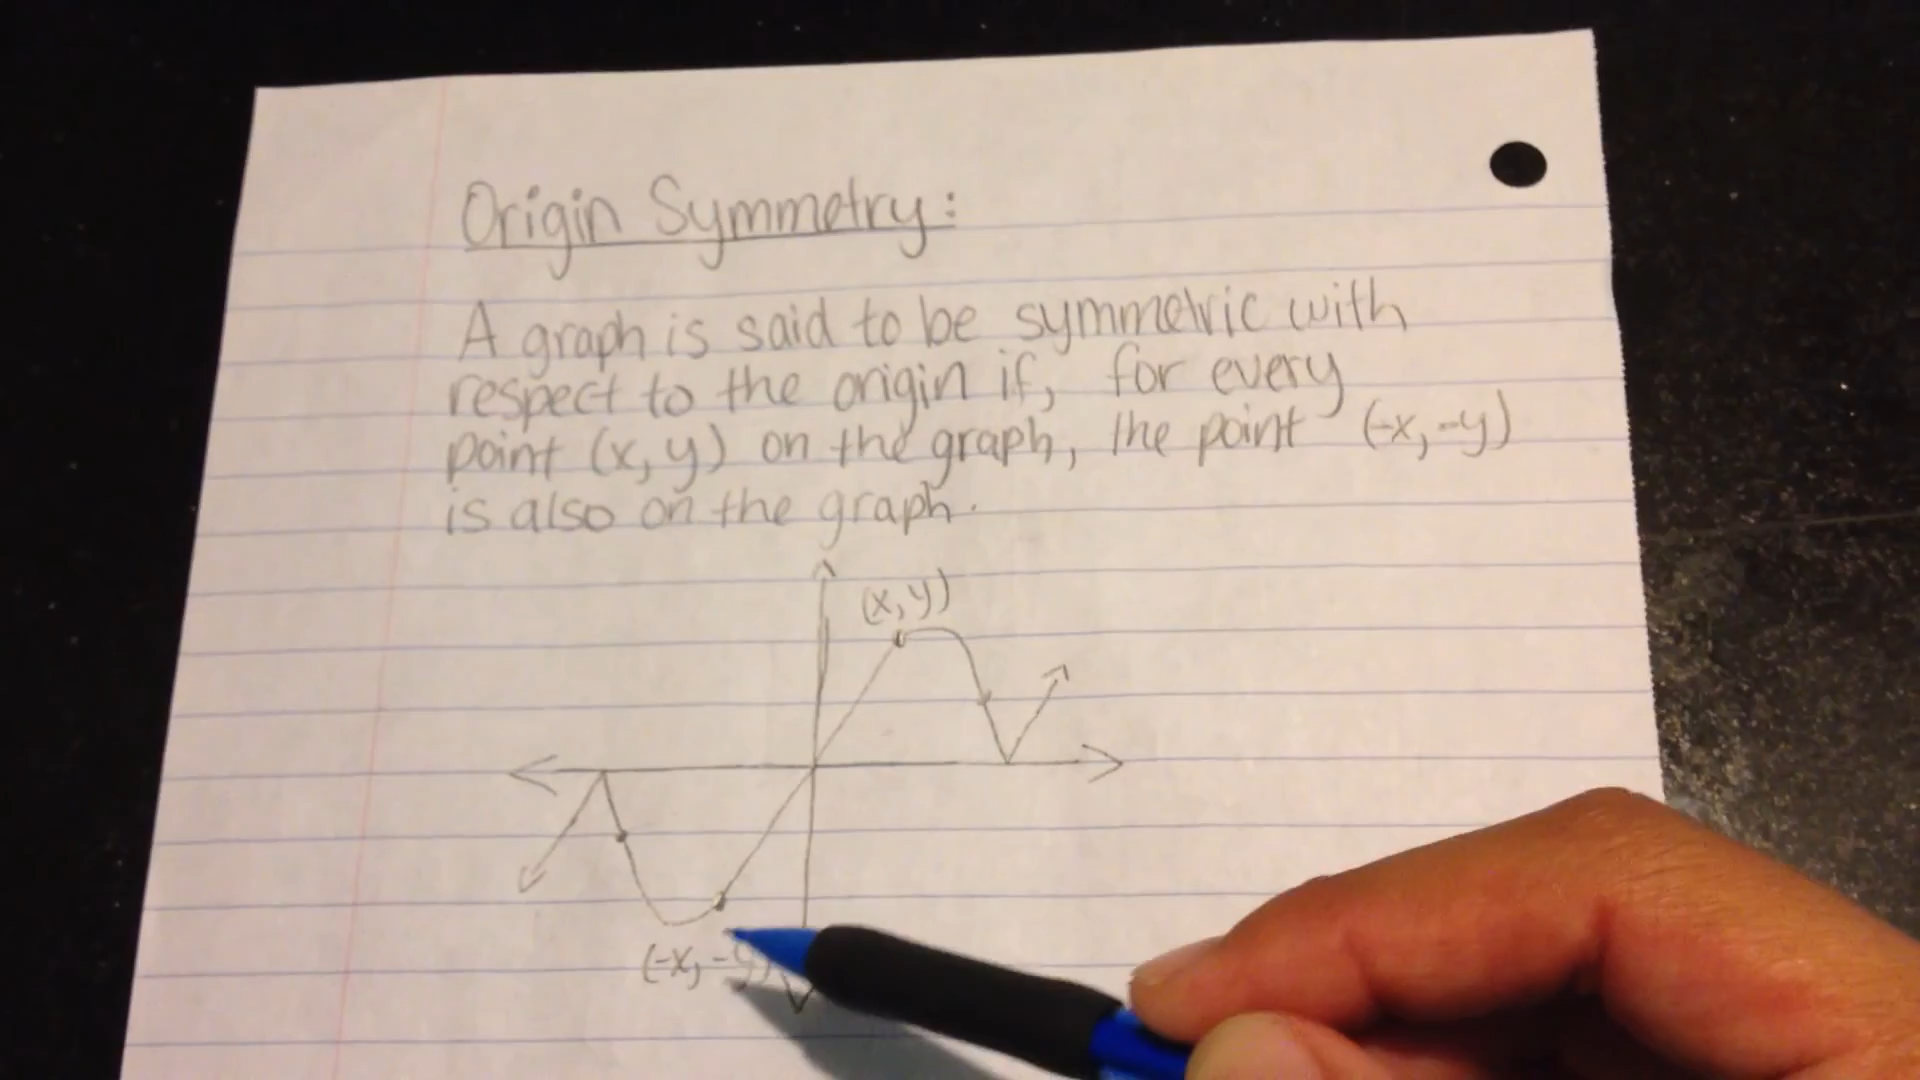 Origin Symmetry:
A graph is said to be symmetric with
respect to the origin if, for every
point (x, y) on the graph, the point (-x, -y)
is also on the graph.
(x, y)
(-x, -y)